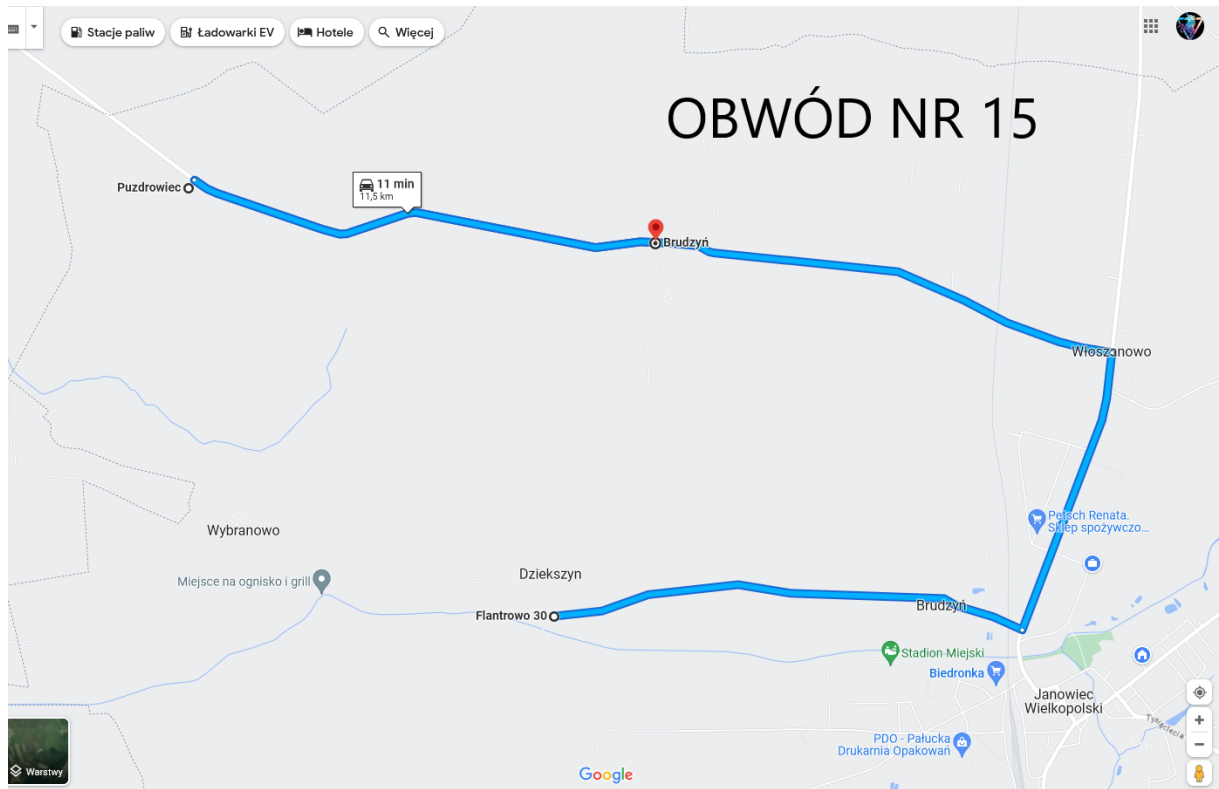 Stacje paliw
Ładowarki EV
Hotele
Więcej
OBWÓD NR 15
Puzdrowiec
11 min
11,5 km
Brudzyń
Włoszanowo
Petsch Renata.
Sklep spożywczo...
Wybranowo
Dziekszyn
Miejsce na ognisko i grill
Flantrowo 30
Brudzyń
Stadion Miejski
Biedronka
Janowiec
Wielkopolski
Tysiąclecia
PDO - Pałucka
Drukarnia Opakowań
Warstwy
Google